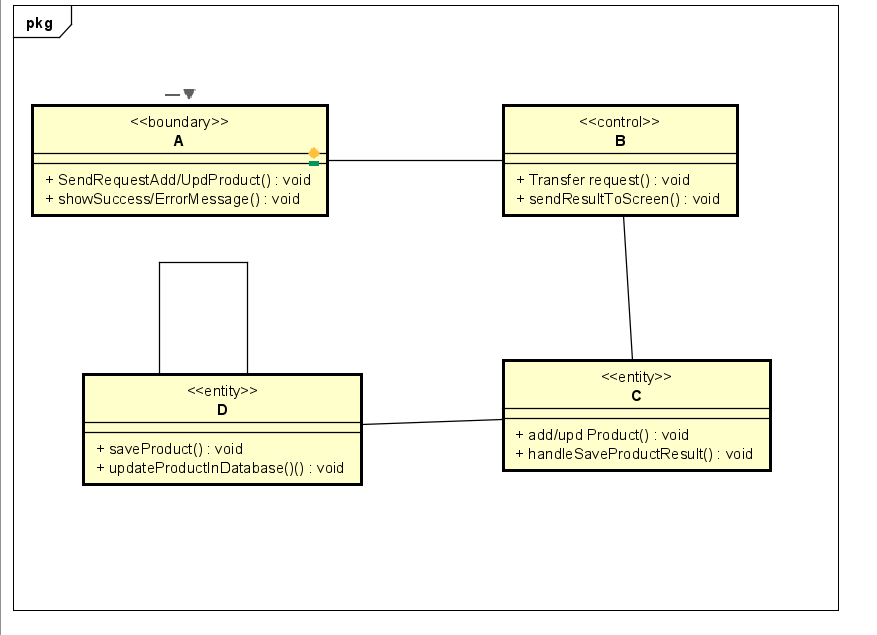 pkg
<<boundary>>
A
+ SendRequestAdd/UpdProduct() : void
+ showSuccess/ErrorMessage() : void
<<control>>
B
+ Transfer request() : void
+ sendResultToScreen() : void
<<entity>>
D
+ saveProduct() : void
+ updateProductInDatabase()() : void
<<entity>>
C
+ add/upd Product() : void
+ handleSaveProductResult() : void